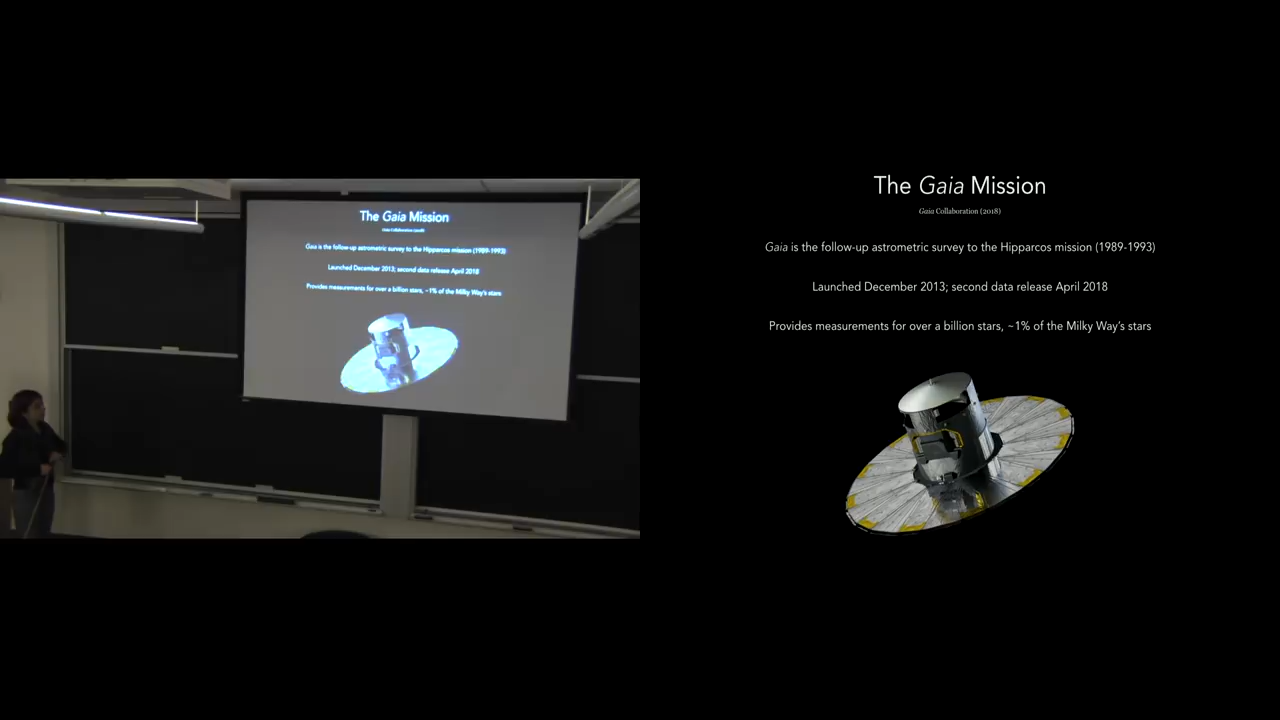 The Gaia Mission
Gaia Collaboration (2018)
Gaia is the follow-up astrometric survey to the Hipparcos mission (1989-1993)
Launched December 2013; second data release April 2018
Provides measurements for over a billion stars, ~1% of the Milky Way's stars
The Gaia Mission
Gaia Collaboration (2018)
Gaia is the follow-up astrometric survey to the Hipparcos mission (1989-1993)
Launched December 2013; second data release April 2018
Provides measurements for over a billion stars, ~1% of the Milky Way’s stars